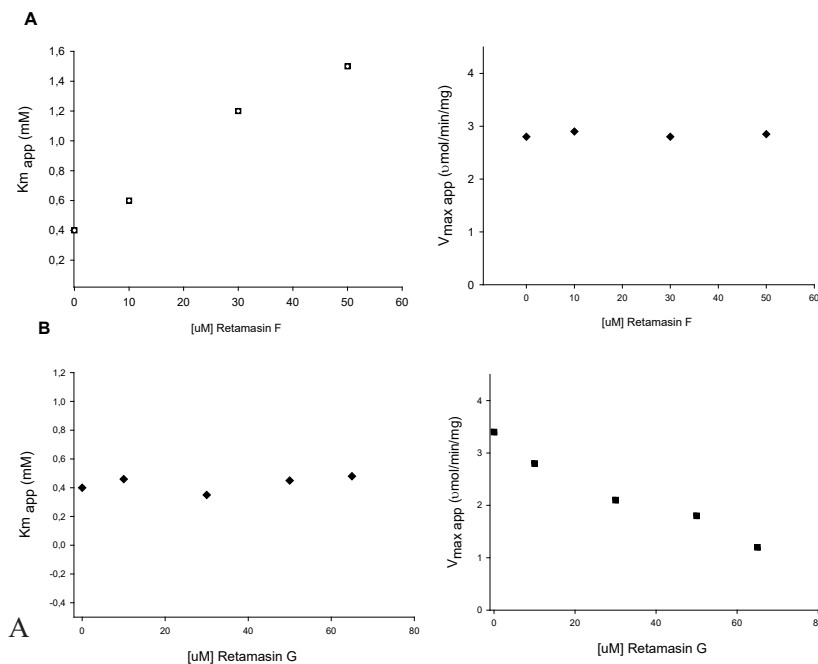 A
1,6
1,4
1,2
1,0
0,8
0,6
0,4
0,2
Km app (mM)
0 10 20 30 40 50 60
[uM] Retamasin F
4
3
2
1
0
Vmax app (υmol/min/mg)
0 10 20 30 40 50 60
[uM] Retamasin F
B
1,2
1,0
0,8
0,6
0,4
0,2
0,0
-0,2
-0,4
Km app (mM)
0 20 40 60 80
[uM] Retamasin G
4
3
2
1
0
Vmax app (υmol/min/mg)
0 20 40 60 80
[uM] Retamasin G
A